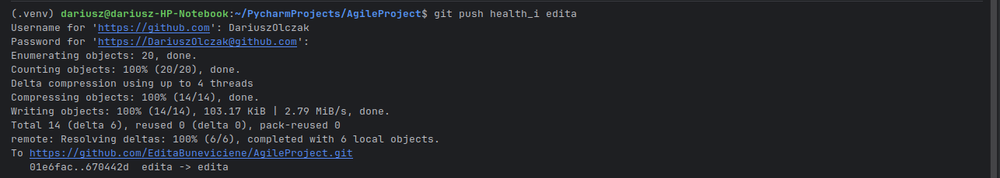 (.venv) dariusz@dariusz-HP-Notebook:~/PycharmProjects/AgileProject$ git push health_i edita
Username for 'https://github.com': DariuszOlczak
Password for 'https://DariuszOlczak@github.com':
Enumerating objects: 20, done.
Counting objects: 100% (20/20), done.
Delta compression using up to 4 threads
Compressing objects: 100% (14/14), done.
Writing objects: 100% (14/14), 103.17 KiB | 2.79 MiB/s, done.
Total 14 (delta 6), reused 0 (delta 0), pack-reused 0
remote: Resolving deltas: 100% (6/6), completed with 6 local objects.
To https://github.com/EditaBuneviciene/AgileProject.git
   01e6fac..670442d  edita -> edita